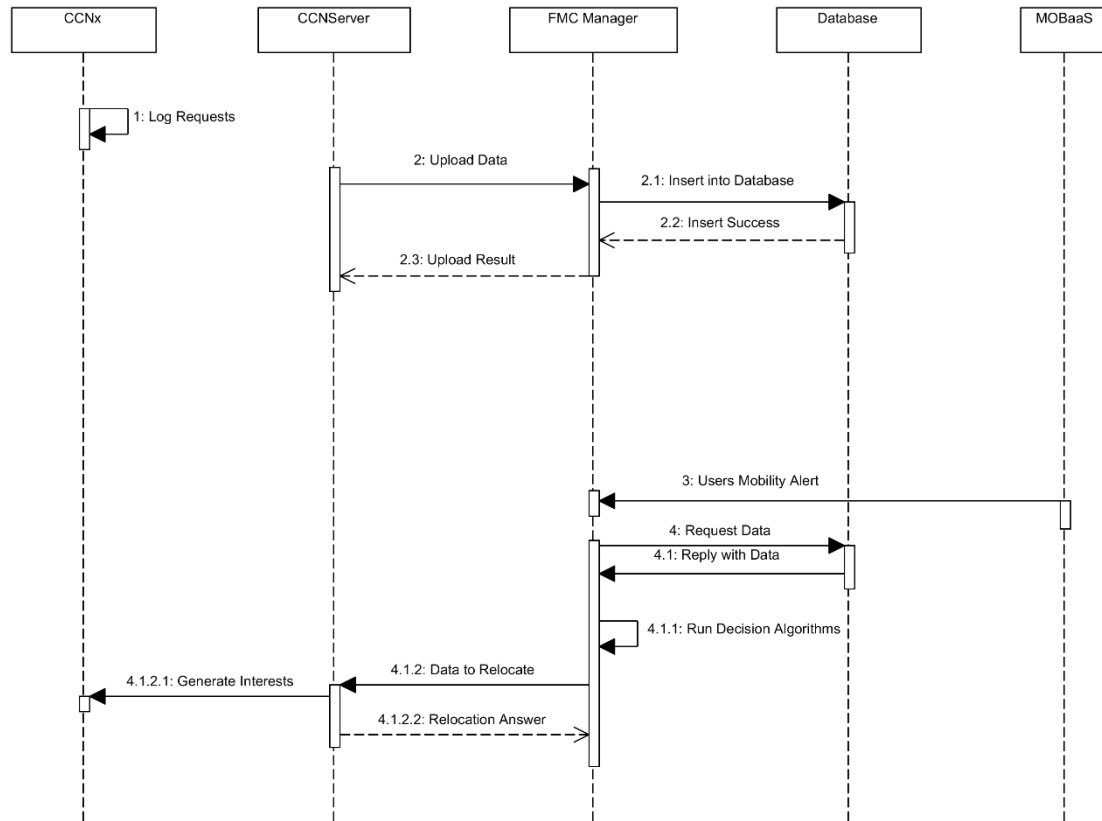 CCNx
CCNServer
FMC Manager
Database
MOBaaS
1: Log Requests
2: Upload Data
2.1: Insert into Database
2.2: Insert Success
2.3: Upload Result
3: Users Mobility Alert
4: Request Data
4.1: Reply with Data
4.1.1: Run Decision Algorithms
4.1.2: Data to Relocate
4.1.2.1: Generate Interests
4.1.2.2: Relocation Answer